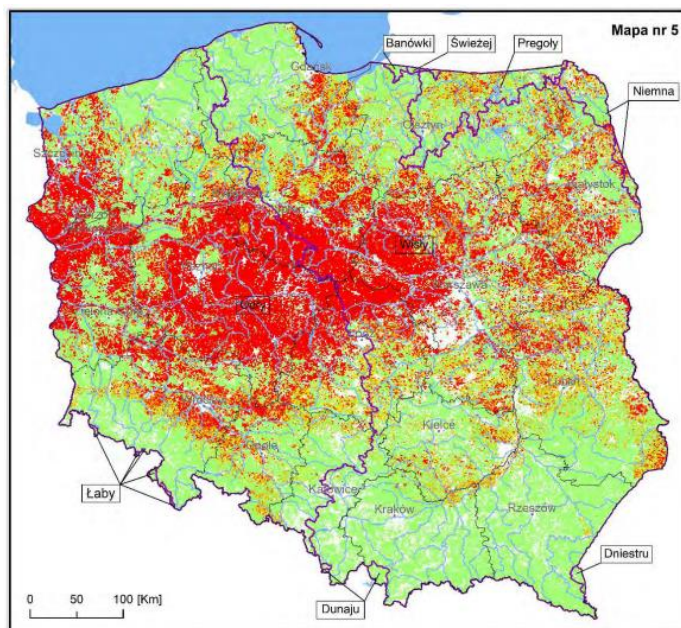 Mapa nr 5
Banówki
Świeżej
Pregoły
Niemna
Gdańsk
Olsztyn
Szczecin
Białystok
Wisły
Warszawa
Odry
Lublin
Kielce
Opole
Katowice
Kraków
Rzeszów
Łaby
Dniestru
Dunaju
0 50 100 [Km]